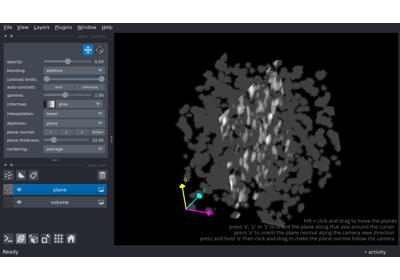 File View Layers Plugins Window Help
layer controls
opacity: 0.50
blending: additive
contrast limits:
auto-contrast: once continuous
gamma: 1.00
colormap: gray
interpolation: linear
depiction: plane
plane normal: x y z oblique
plane thickness: 10.00
rendering: average
layer list
plane
volume
hift + click and drag to move the planes
press 'x', 'y' or 'z' to orient the plane along that axis around the cursor
press 'o' to orient the plane normal along the camera view direction
press and hold 'o' then click and drag to make the plane normal follow the camera
activity